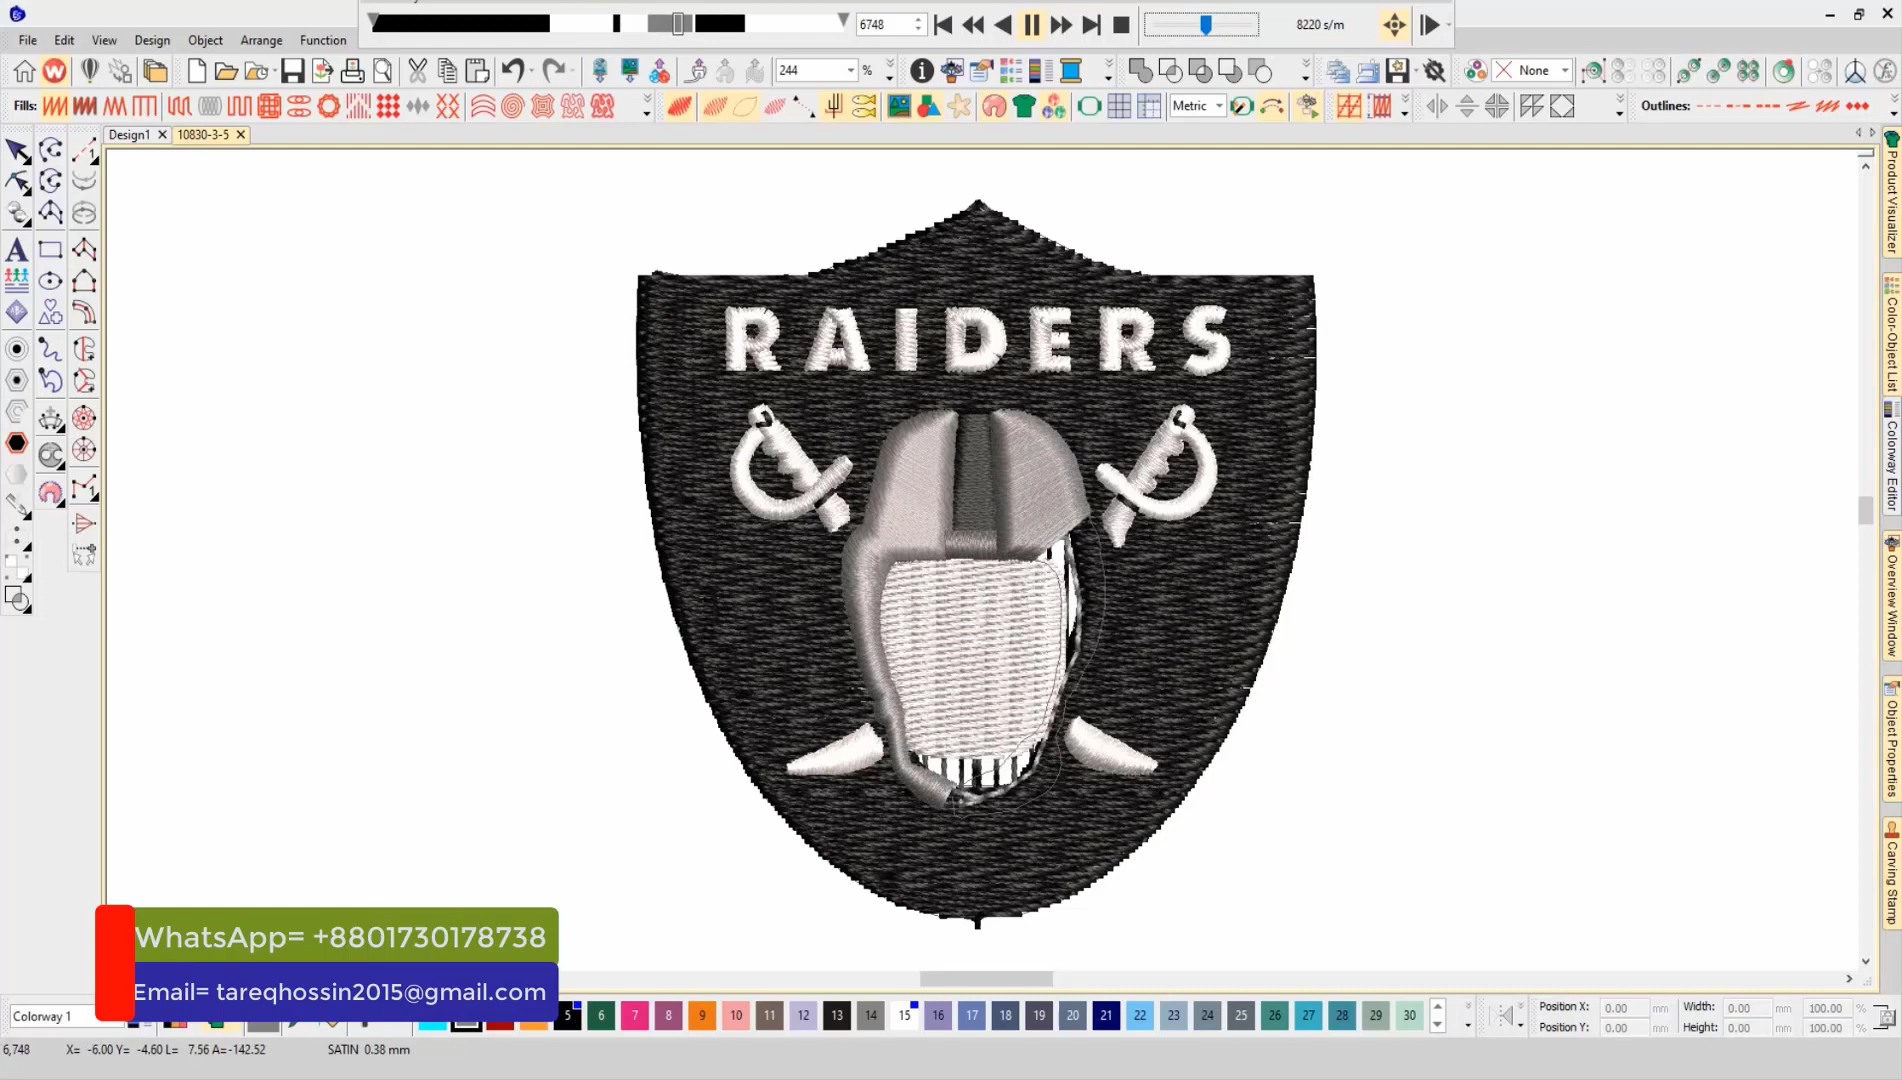 6748
8220 s/m
File Edit View Design Object Arrange Function
244 %
None
Fills:
Metric
Outlines:
Design1 10830-3-5
1
A
1
RAIDERS
Product Visualizer
Color-Object List
Colorway Editor
Overview Window
Object Properties
Carving Stamp
WhatsApp= +8801730178738
Email= tareqhossin2015@gmail.com
Colorway 1
5 6 7 8 9 10 11 12 13 14 15 16 17 18 19 20 21 22 23 24 25 26 27 28 29 30
Position X: 0.00 mm Width: 0.00 mm 100.00 %
Position Y: 0.00 mm Height: 0.00 mm 100.00 %
6,748 X= -6.00 Y= -4.60 L= 7.56 A=-142.52 SATIN 0.38 mm